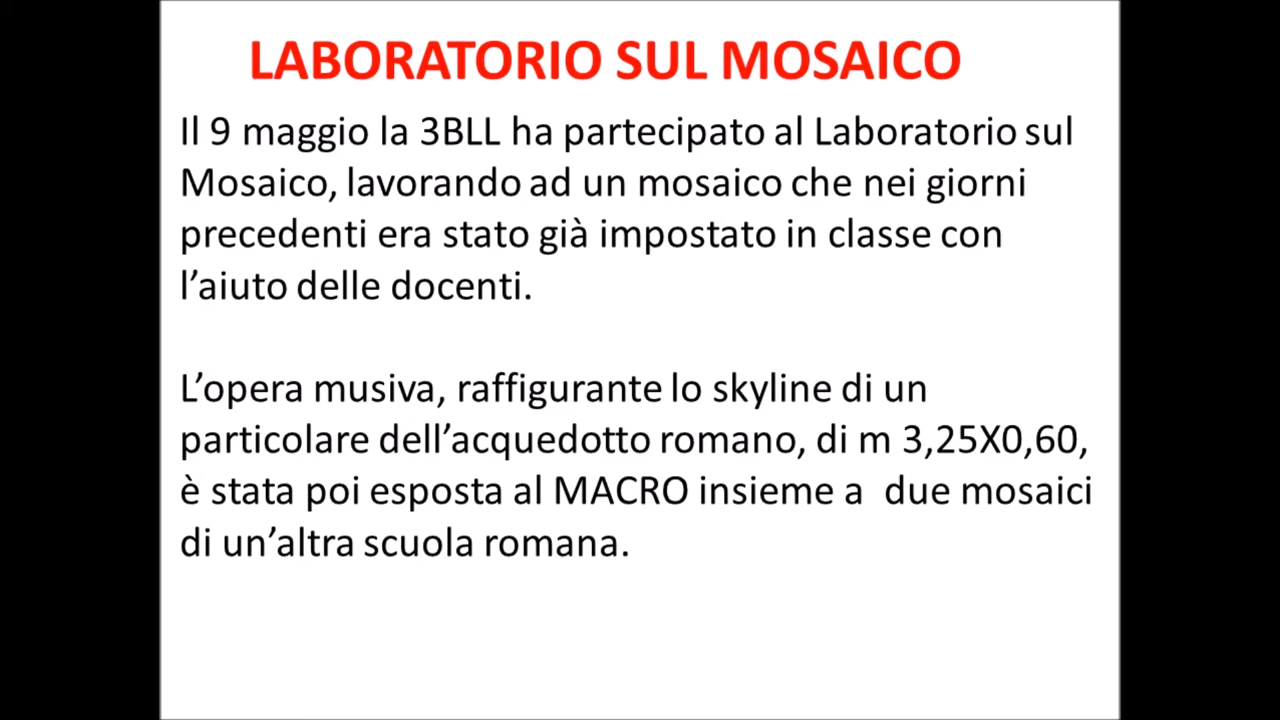 LABORATORIO SUL MOSAICO
Il 9 maggio la 3BLL ha partecipato al Laboratorio sul
Mosaico, lavorando ad un mosaico che nei giorni
precedenti era stato già impostato in classe con
l’aiuto delle docenti.
L’opera musiva, raffigurante lo skyline di un
particolare dell’acquedotto romano, di m 3,25X0,60,
è stata poi esposta al MACRO insieme a  due mosaici
di un’altra scuola romana.